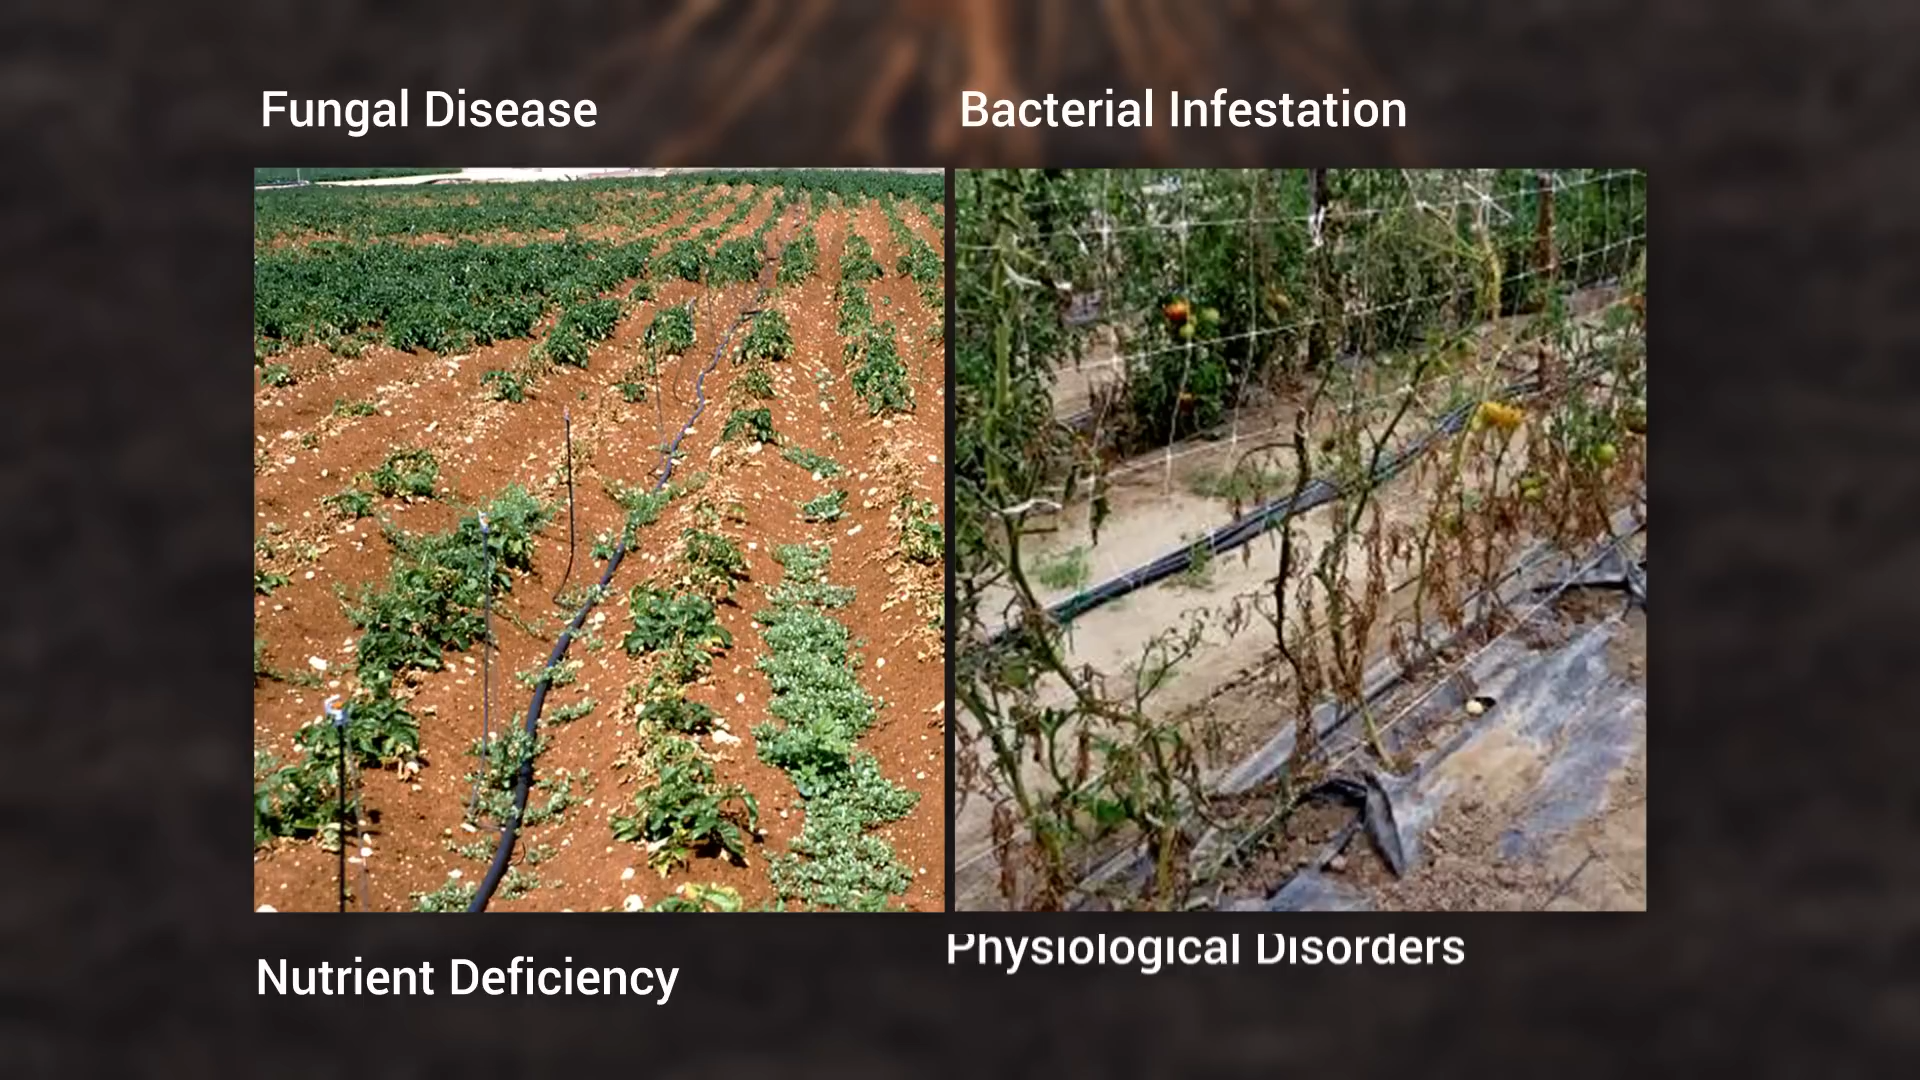 Fungal Disease
Bacterial Infestation
Nutrient Deficiency
Physiological Disorders